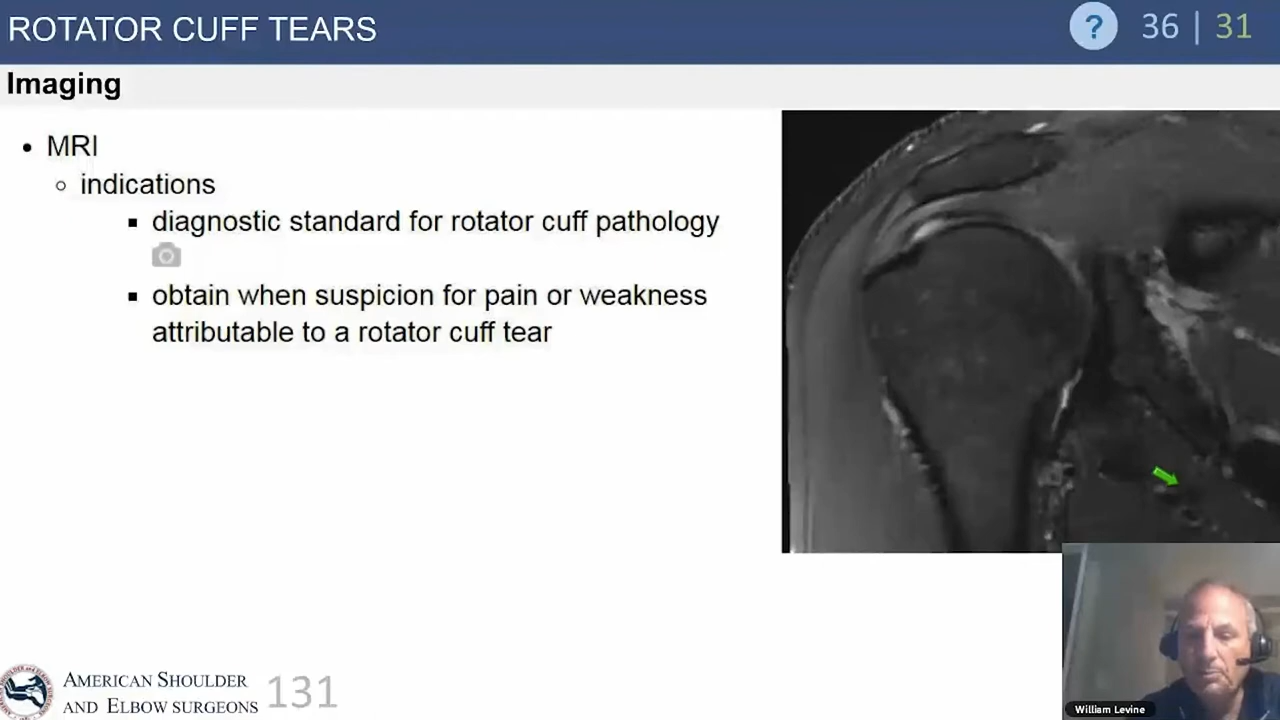 ROTATOR CUFF TEARS
? 36 | 31
Imaging
• MRI
indications
diagnostic standard for rotator cuff pathology
obtain when suspicion for pain or weakness
attributable to a rotator cuff tear
AMERICAN SHOULDER
AND ELBOW SURGEONS
131
William Levine